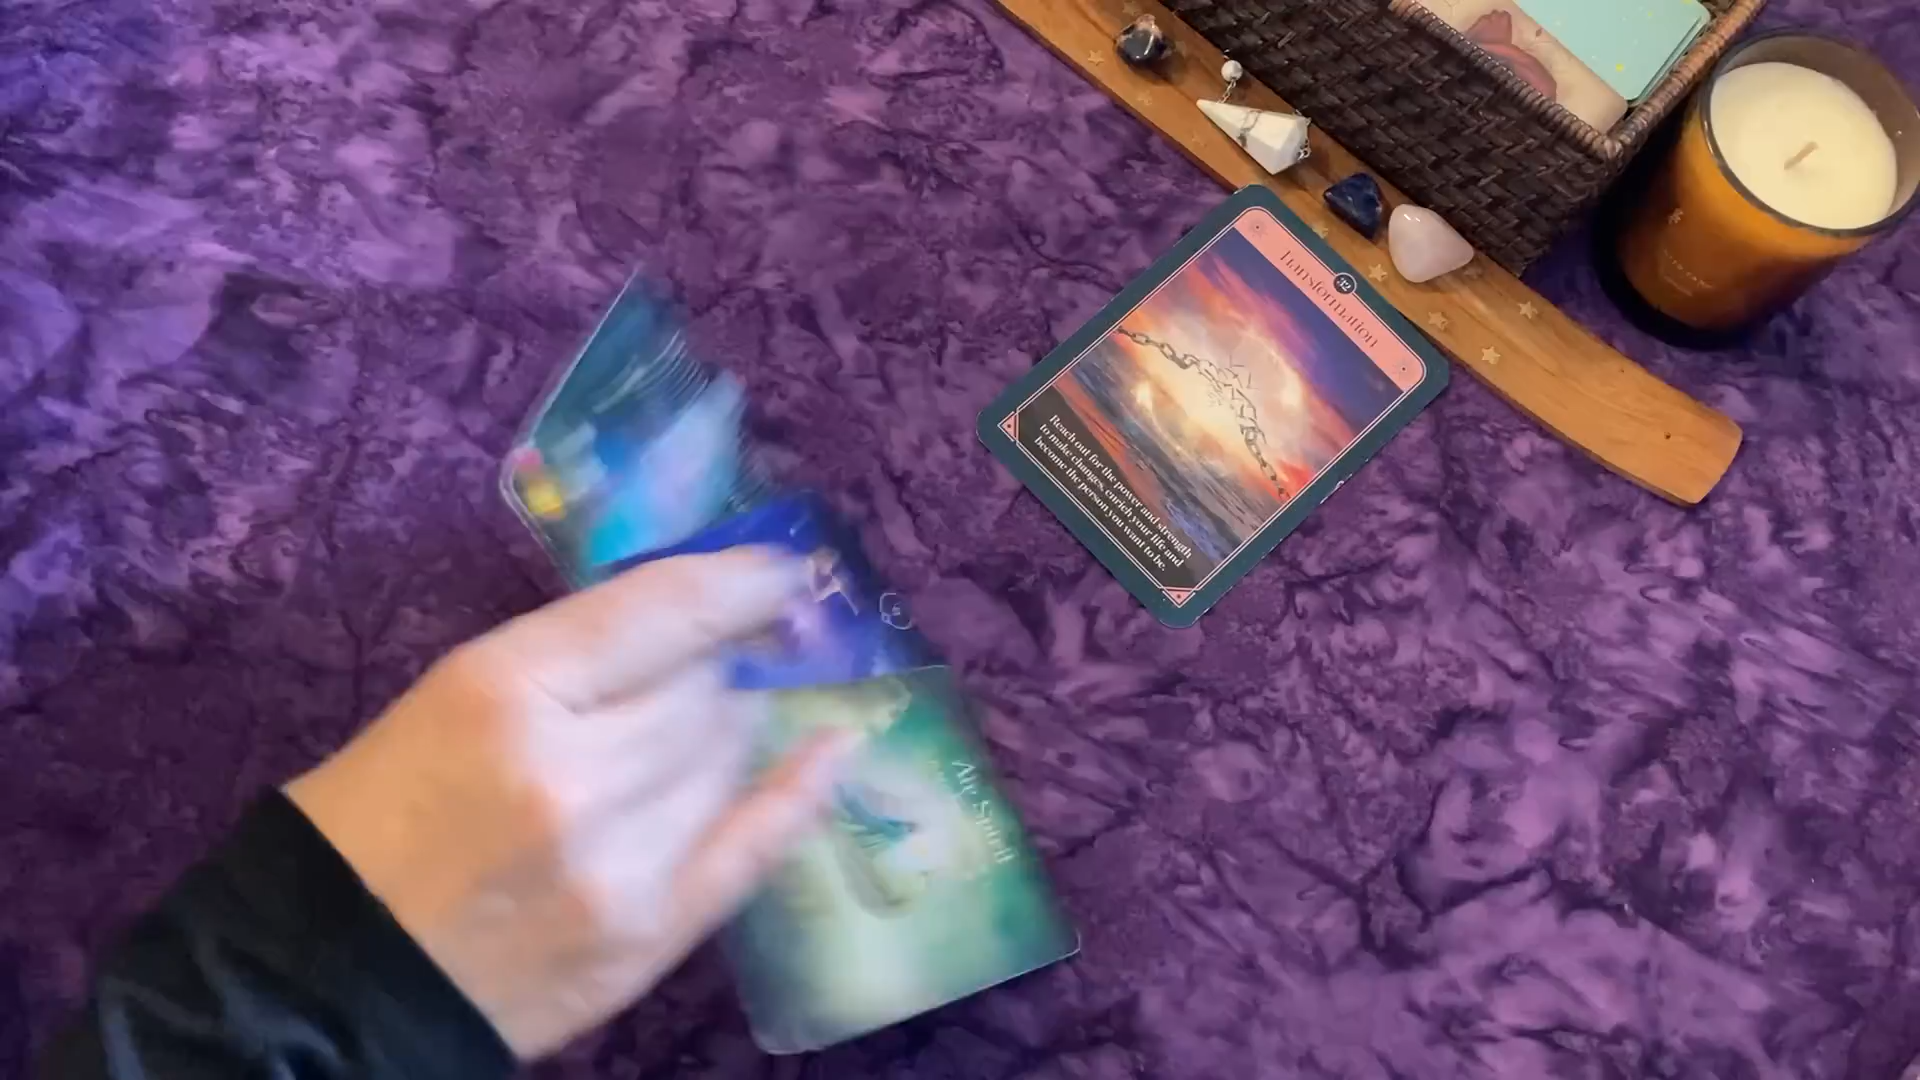 32
Transformation
Reach out for the power and strength
to make changes, enrich your life and
become the person you want to be.
Spirit